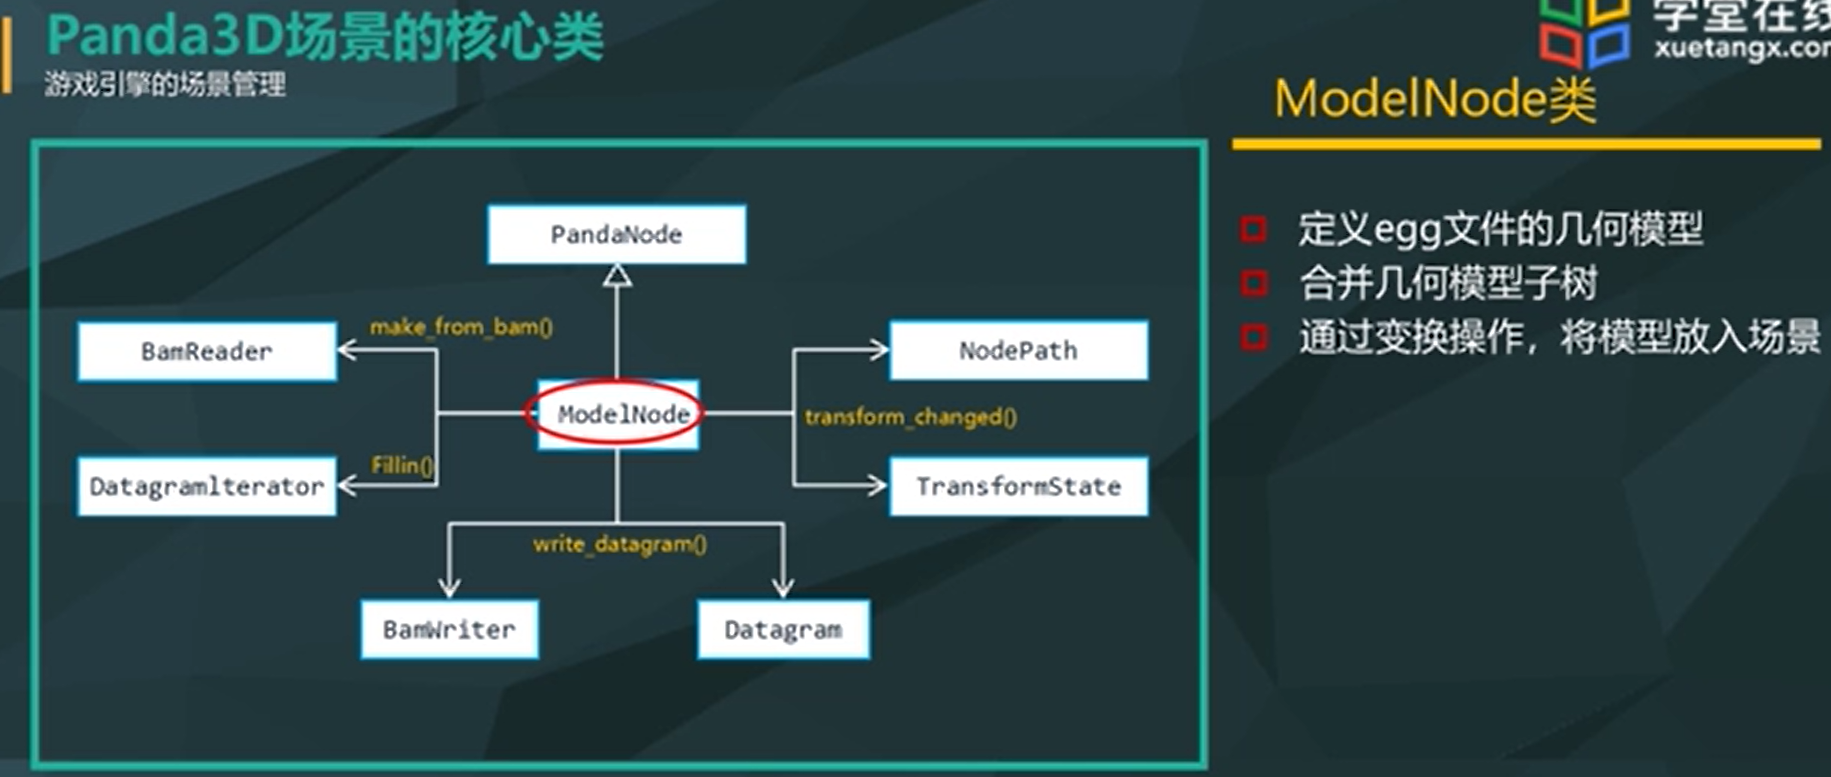 Panda3D场景的核心类
游戏引擎的场景管理
学堂在线
xuetangx.com
ModelNode类
定义egg文件的几何模型
合并几何模型子树
通过变换操作，将模型放入场景
PandaNode
make_from_bam()
BamReader
NodePath
ModelNode
transform_changed()
Fillin()
DatagramlIterator
TransformState
write_datagram()
BamWriter
Datagram